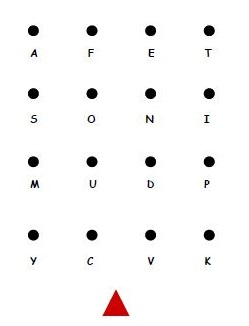 A F E T
S O N I
M U D P
Y C V K